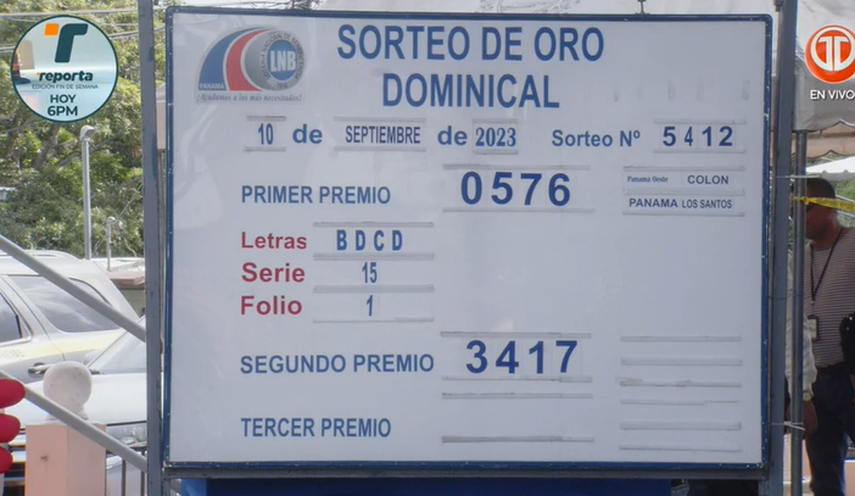 reporta
EDICIÓN FIN DE SEMANA
HOY
6PM
EN VIVO
LNB
PANAMÁ
¡Ayudamos a los más necesitados!
SORTEO DE ORO
DOMINICAL
10 de SEPTIEMBRE de 2023 Sorteo Nº 5412
PRIMER PREMIO 0576 Panamá Oeste COLON
PANAMA LOS SANTOS
Letras BDCD
Serie 15
Folio 1
SEGUNDO PREMIO 3417
TERCER PREMIO